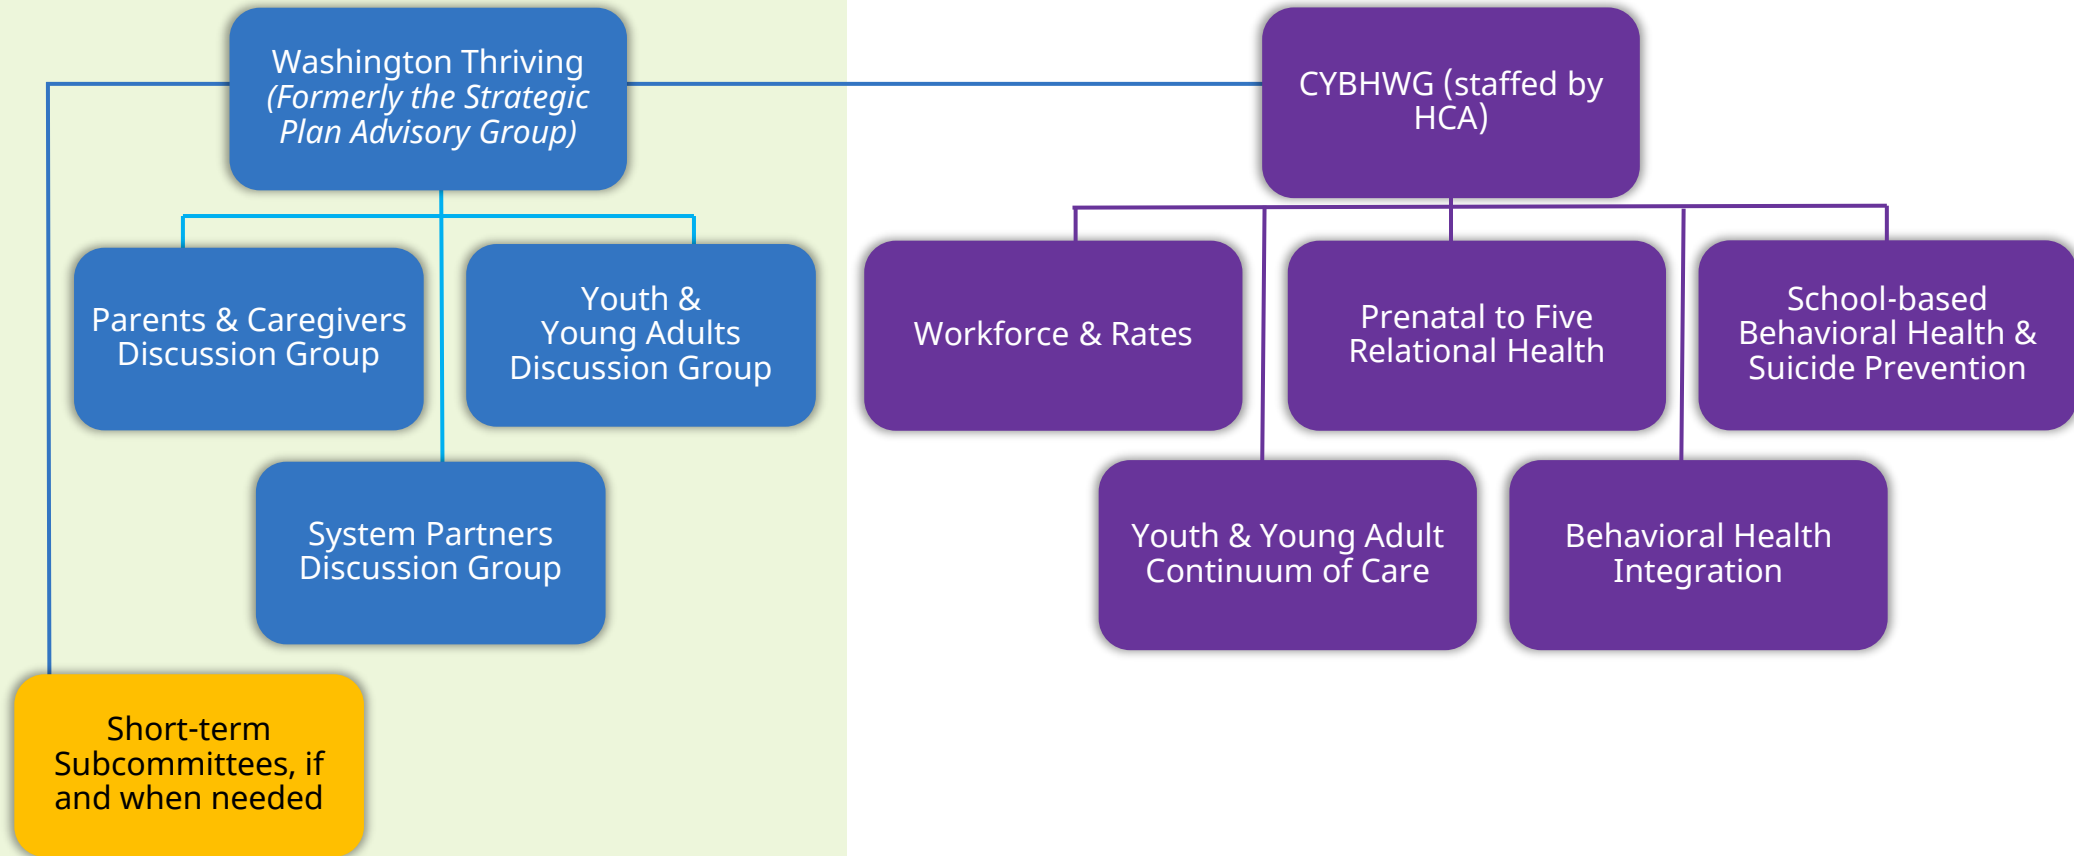 Washington Thriving
(Formerly the Strategic
Plan Advisory Group)
CYBHWG (staffed by
HCA)
Parents & Caregivers
Discussion Group
Youth &
Young Adults
Discussion Group
Workforce & Rates
Prenatal to Five
Relational Health
School-based
Behavioral Health &
Suicide Prevention
System Partners
Discussion Group
Youth & Young Adult
Continuum of Care
Behavioral Health
Integration
Short-term
Subcommittees, if
and when needed